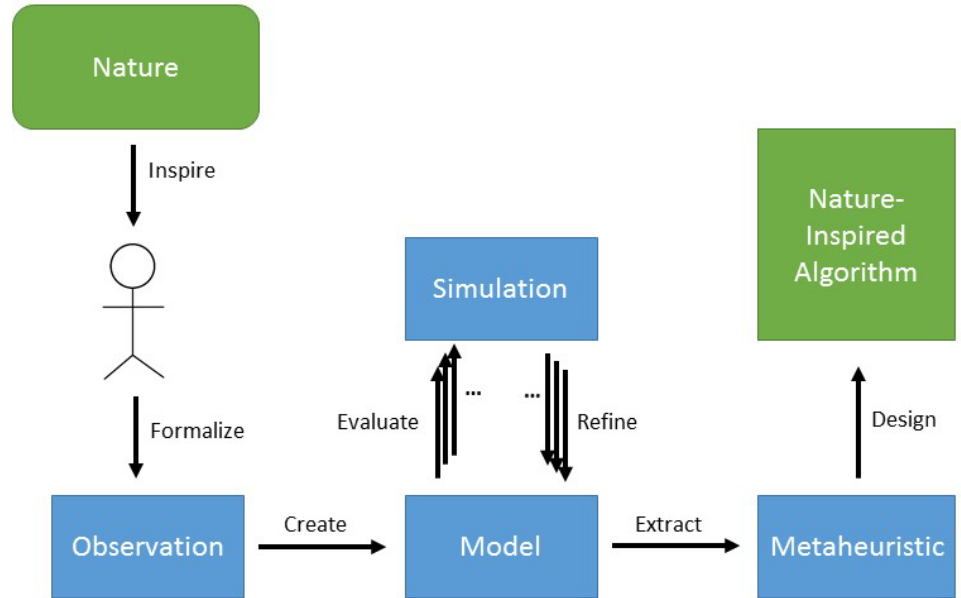 Nature
Inspire
Formalize
Observation
Create
Simulation
Evaluate
...
...
Refine
Model
Extract
Nature-
Inspired
Algorithm
Design
Metaheuristic